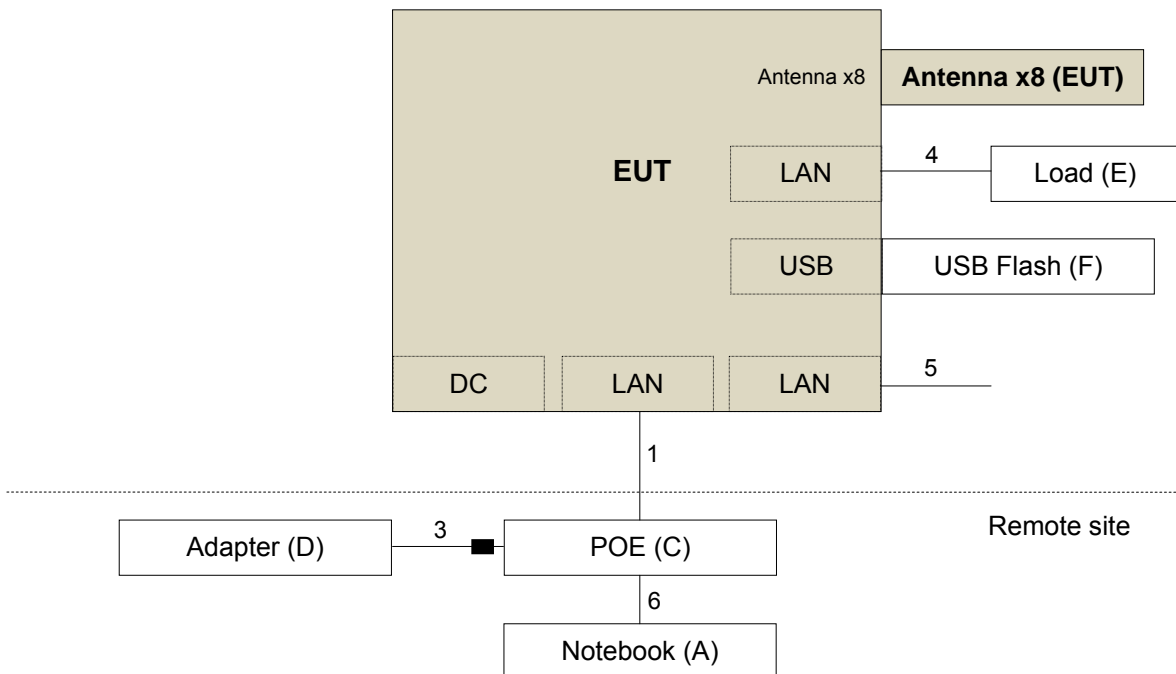 Antenna x8
Antenna x8 (EUT)
EUT
LAN
4
Load (E)
USB
USB Flash (F)
DC
LAN
LAN
5
1
Remote site
Adapter (D)
3
POE (C)
6
Notebook (A)